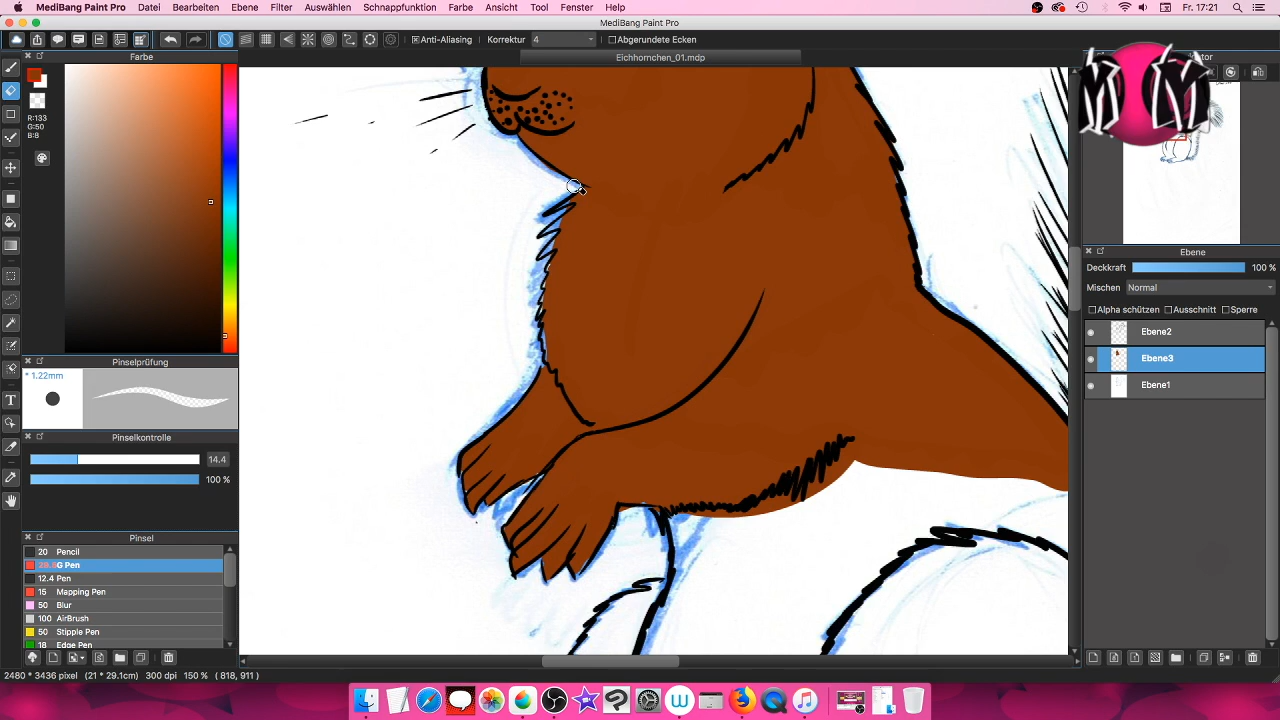 MediBang Paint Pro Datei Bearbeiten Ebene Filter Auswählen Schnappfunktion Farbe Ansicht Tool Fenster Help Fr. 17:21
MediBang Paint Pro
Anti-Aliasing Korrektur 4 Abgerundete Ecken
Farbe
Eichhornchen_01.mdp
tor
M M
R:133
G:50
B:8
Ebene
Deckkraft 100 %
Mischen Normal
Alpha schützen Ausschnitt Sperre
Ebene2
Ebene3
Ebene1
Pinselprüfung
* 1.22mm
Pinselkontrolle
14.4
100 %
Pinsel
20 Pencil
G Pen
12.4 Pen
15 Mapping Pen
50 Blur
100 AirBrush
50 Stipple Pen
18 Edge Pen
2480 * 3436 pixel (21 * 29.1cm) 300 dpi 150 % ( 818, 911 )